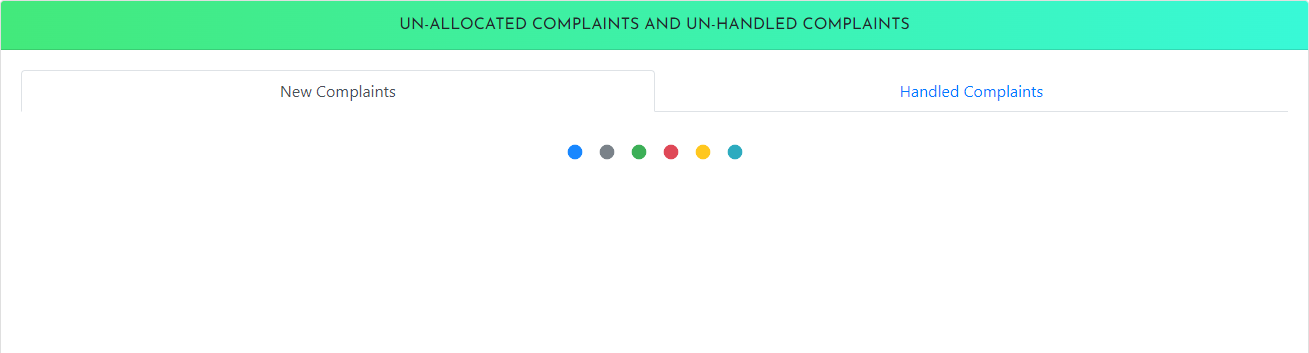 UN-ALLOCATED COMPLAINTS AND UN-HANDLED COMPLAINTS
New Complaints
Handled Complaints